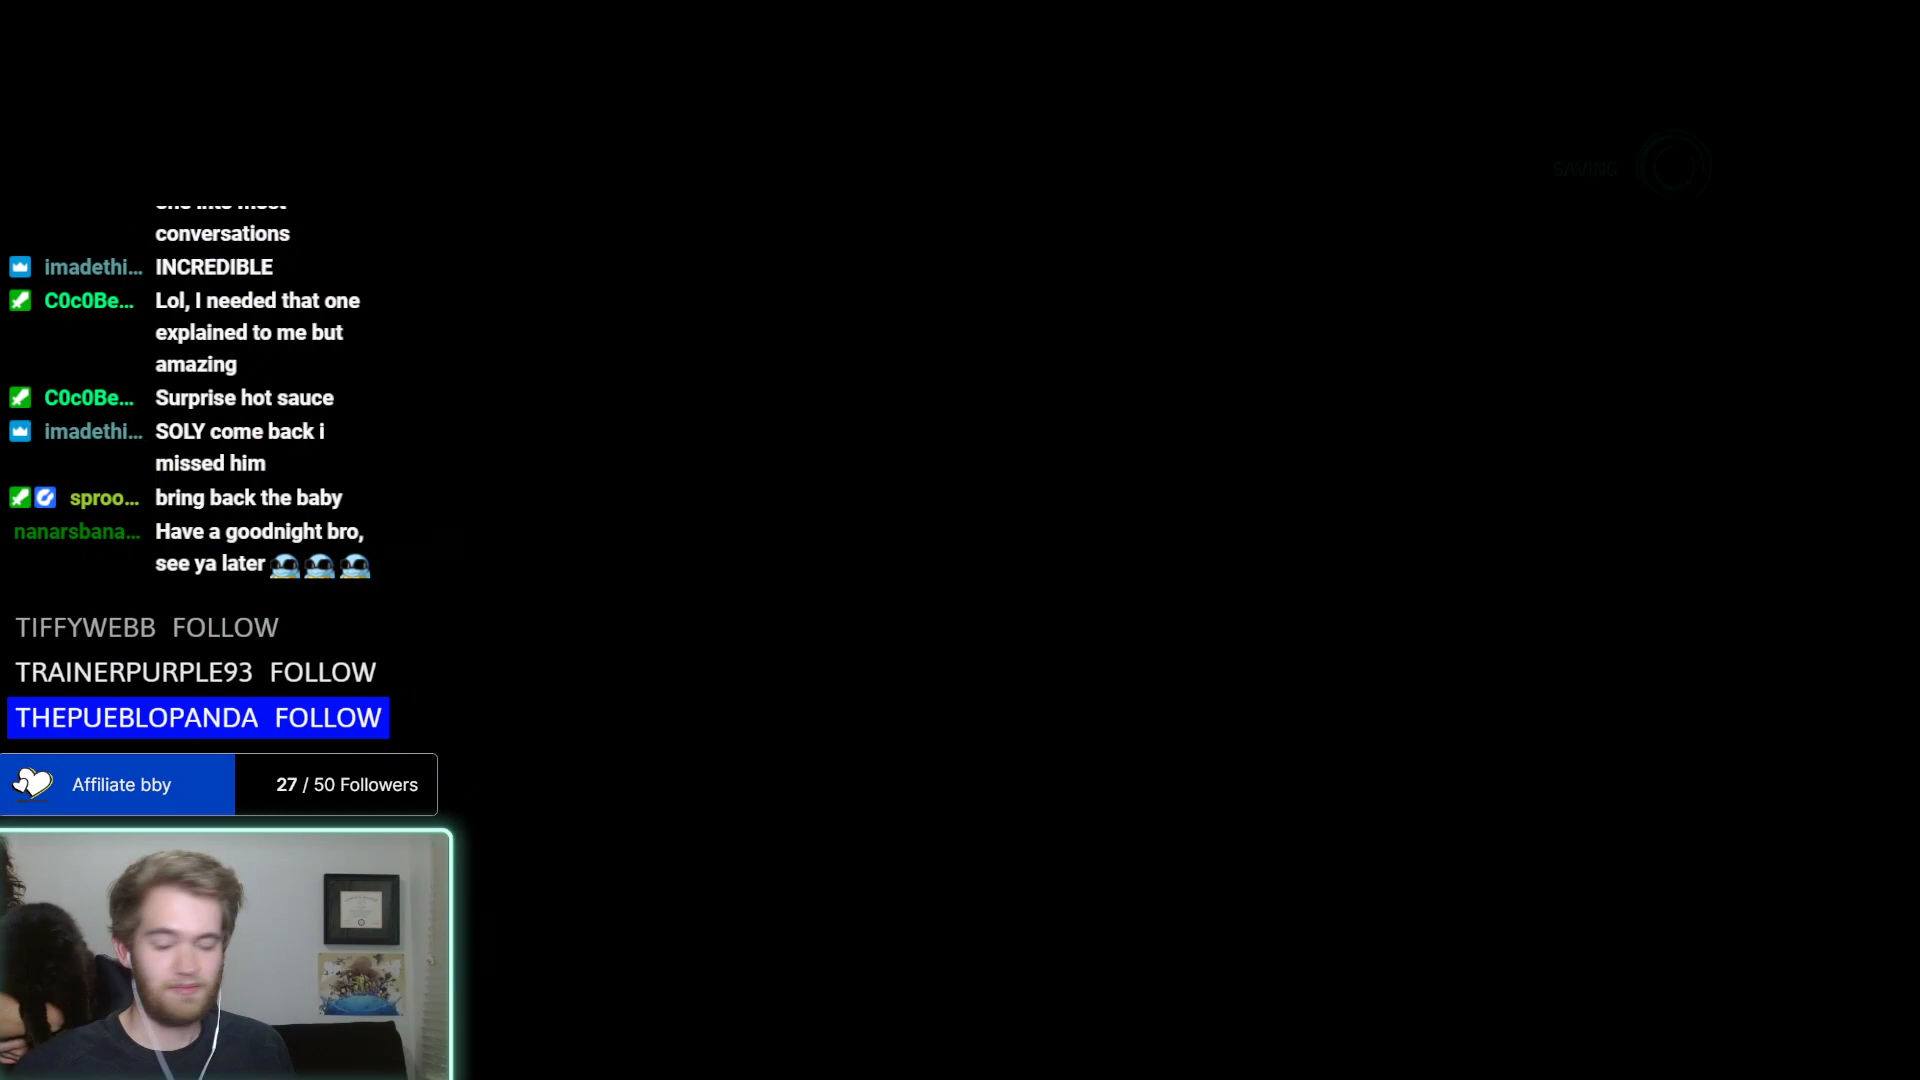 conversations
imadethi... INCREDIBLE
C0c0Be... Lol, I needed that one
explained to me but
amazing
C0c0Be... Surprise hot sauce
imadethi... SOLY come back i
missed him
sproo... bring back the baby
nanarsbana... Have a goodnight bro,
see ya later
TIFFYWEBB FOLLOW
TRAINERPURPLE93 FOLLOW
THEPUEBLOPANDA FOLLOW
Affiliate bby 27 / 50 Followers
SAVING